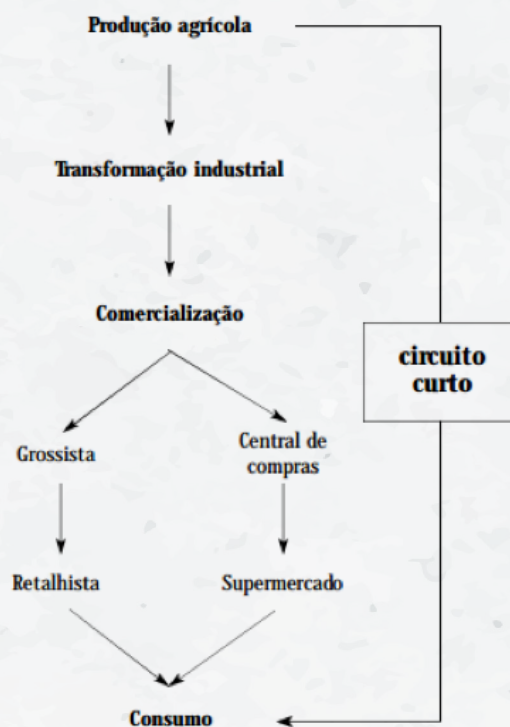 Produção agrícola
Transformação industrial
Comercialização
circuito
curto
Grossista
Central de
compras
Retalhista
Supermercado
Consumo